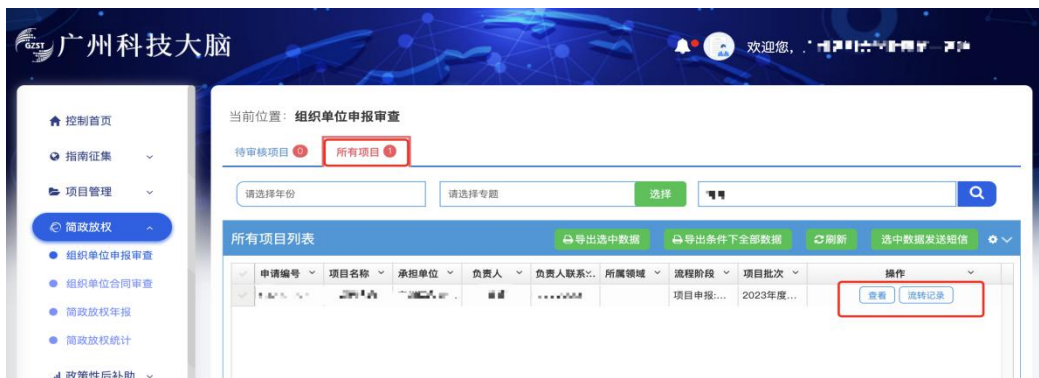 GZST 广州科技大脑
欢迎您,
控制首页
指南征集
项目管理
简政放权
组织单位申报审查
组织单位合同审查
简政放权年报
简政放权统计
政策性后补助
当前位置: 组织单位申报审查
待审核项目 0 所有项目 1
请选择年份 请选择专题 选择
所有项目列表 导出选中数据 导出条件下全部数据 刷新 选中数据发送短信
申请编号 项目名称 承担单位 负责人 负责人联系... 所属领域 流程阶段 项目批次 操作
项目申报:... 2023年度... 查看 流转记录